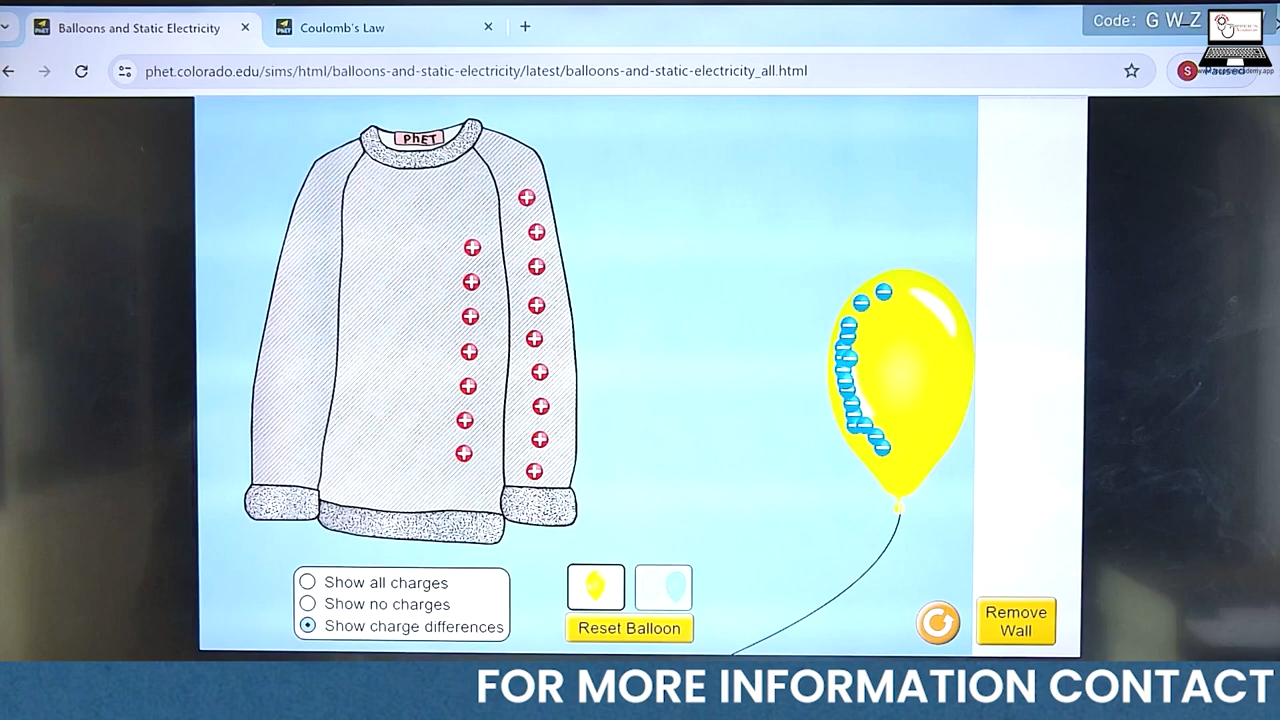 Balloons and Static Electricity
Coulomb's Law
Code: G W Z
phet.colorado.edu/sims/html/balloons-and-static-electricity/latest/balloons-and-static-electricity_all.html
S
Paused
PhET
Show all charges
Show no charges
Show charge differences
Reset Balloon
Remove
Wall
FOR MORE INFORMATION CONTACT